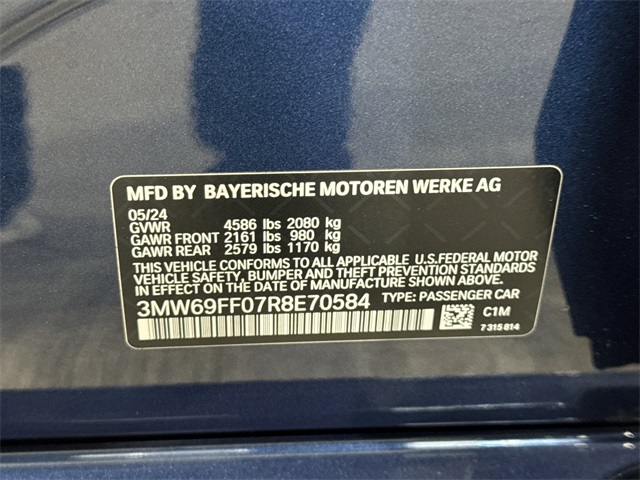 MFD BY BAYERISCHE MOTOREN WERKE AG
05/24
GVWR 4586 lbs 2080 kg
GAWR FRONT 2161 lbs 980 kg
GAWR REAR 2579 lbs 1170 kg
THIS MOTOR VEHICLE CONFORMS TO ALL APPLICABLE U.S.FEDERAL MOTOR
VEHICLE SAFETY, BUMPER AND THEFT PREVENTION STANDARDS
IN EFFECT ON THE DATE OF MANUFACTURE SHOWN ABOVE.
3MW69FF07R8E70584 TYPE: PASSENGER CAR
C1M
7315814